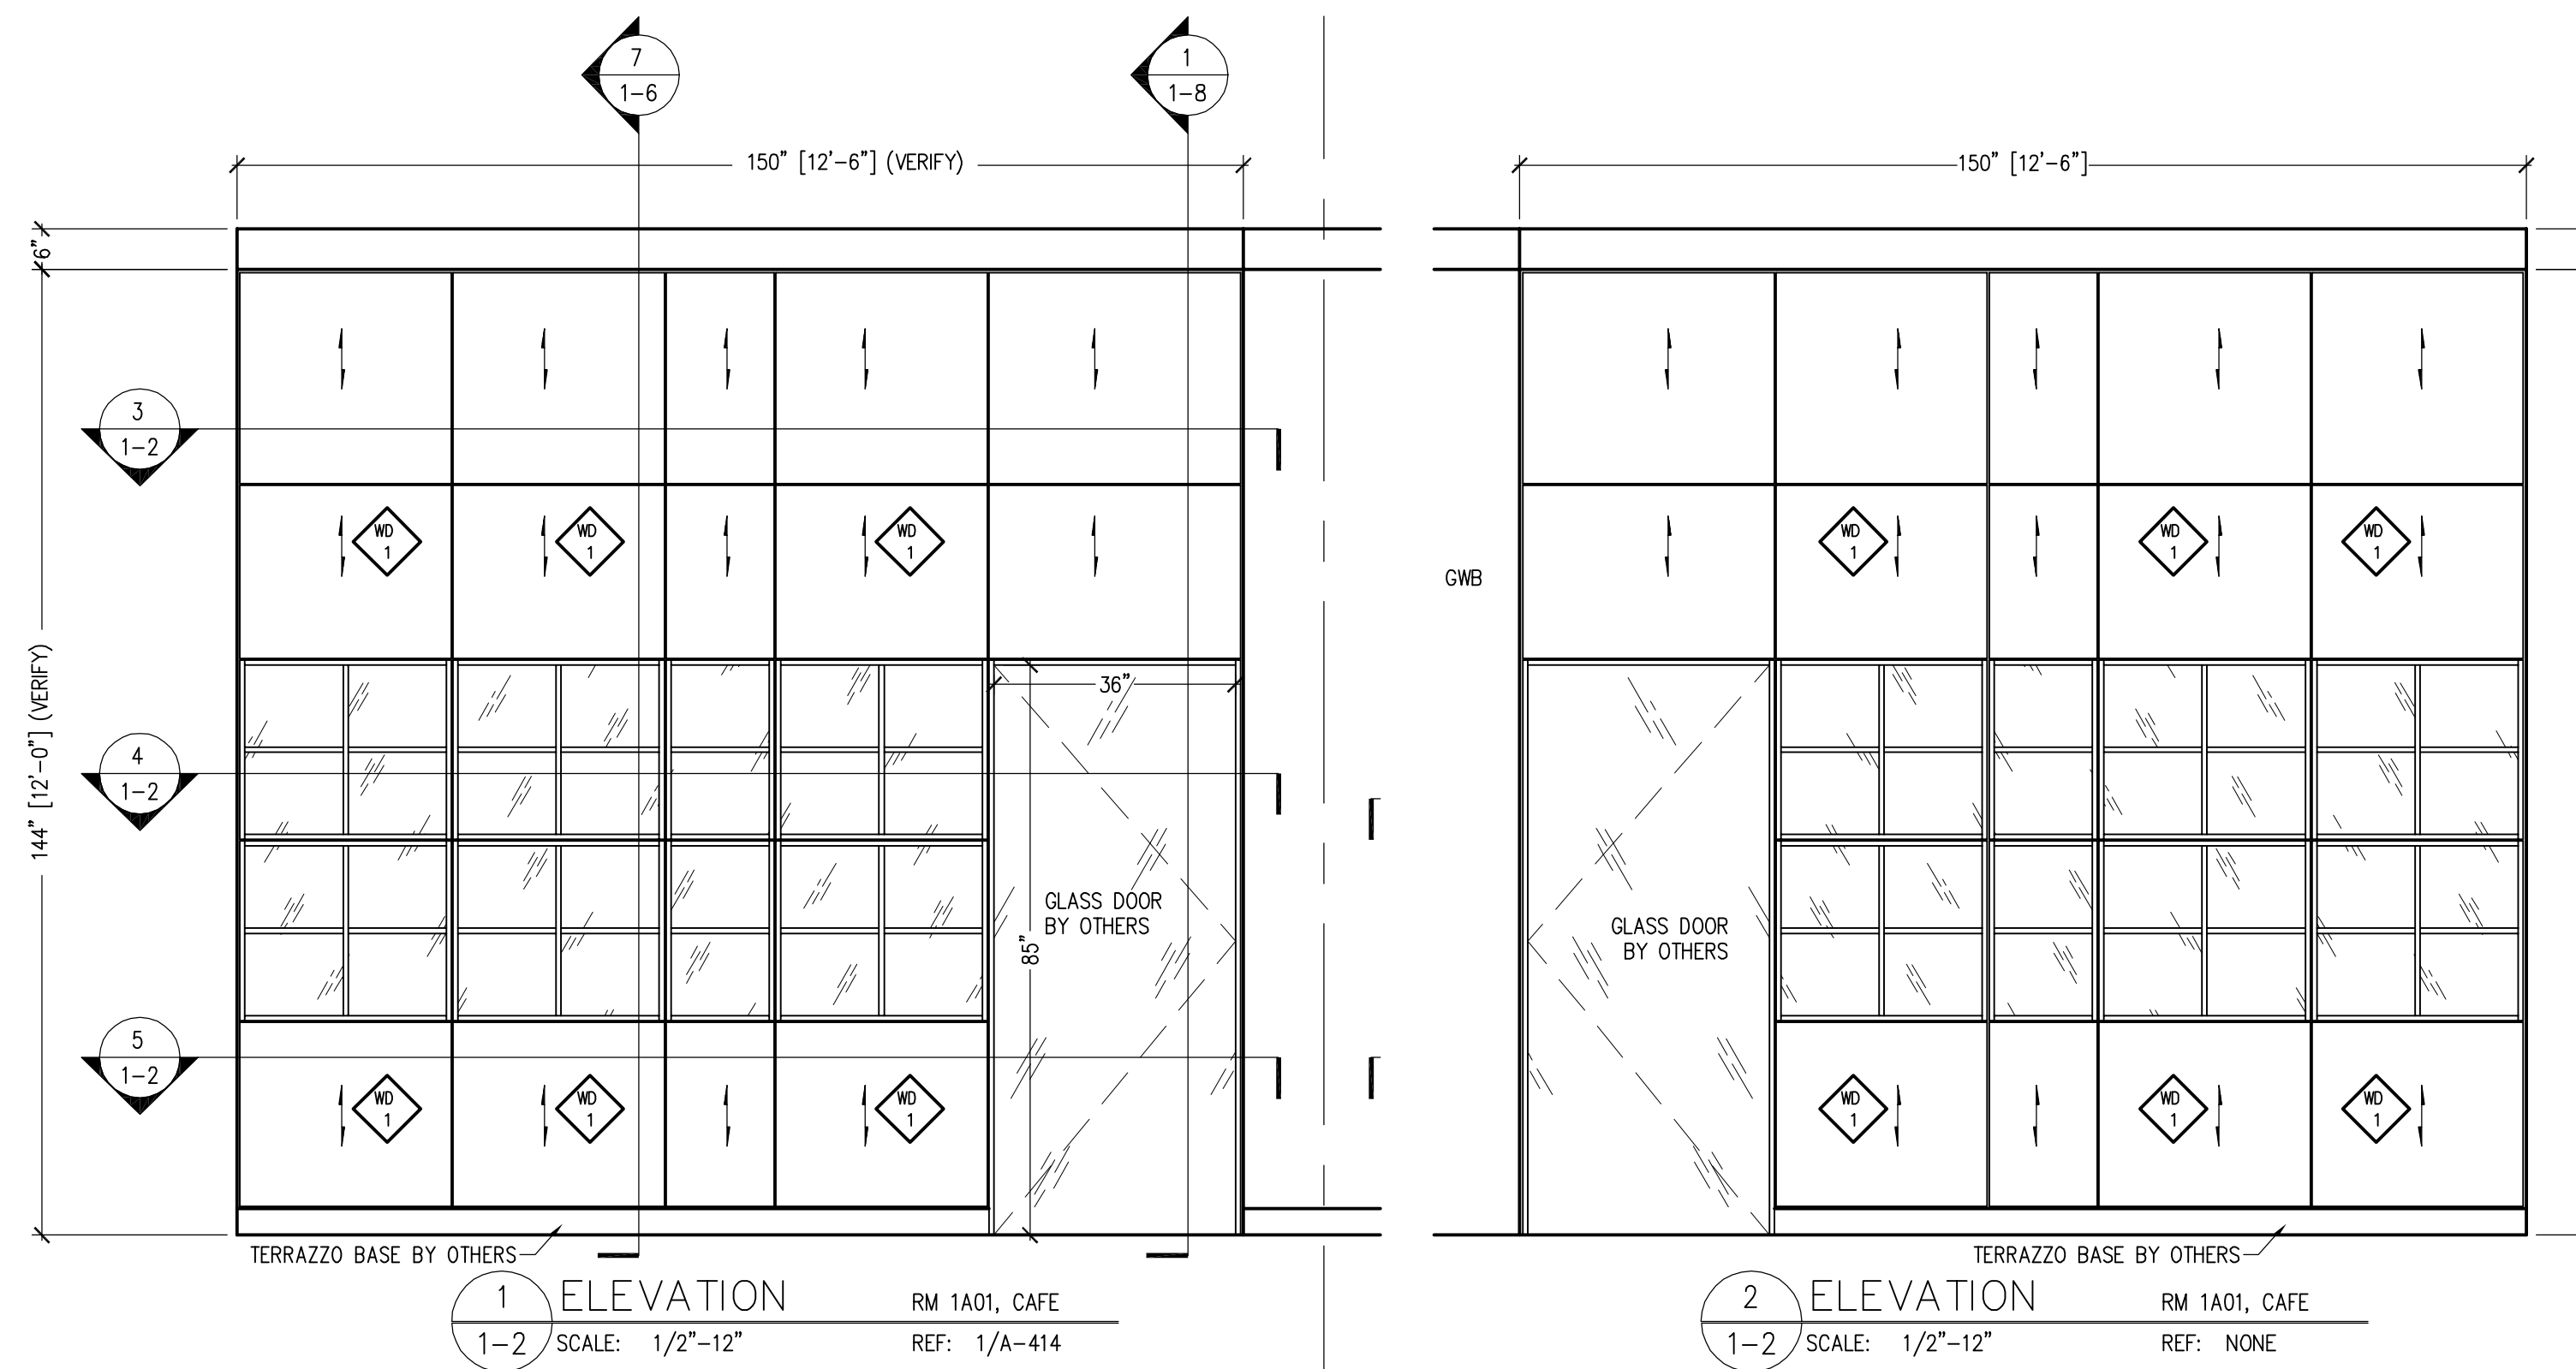 7
1-6
1
1-8
150" [12'-6"] (VERIFY)
150" [12'-6"]
6"
3
1-2
WD
1
WD
1
WD
1
WD
1
WD
1
WD
1
GWB
144" [12'-0"] (VERIFY)
36"
4
1-2
GLASS DOOR
BY OTHERS
85"
GLASS DOOR
BY OTHERS
5
1-2
WD
1
WD
1
WD
1
WD
1
WD
1
WD
1
TERRAZZO BASE BY OTHERS
TERRAZZO BASE BY OTHERS
1
1-2
ELEVATION
RM 1A01, CAFE
SCALE: 1/2"-12"
REF: 1/A-414
2
1-2
ELEVATION
RM 1A01, CAFE
SCALE: 1/2"-12"
REF: NONE